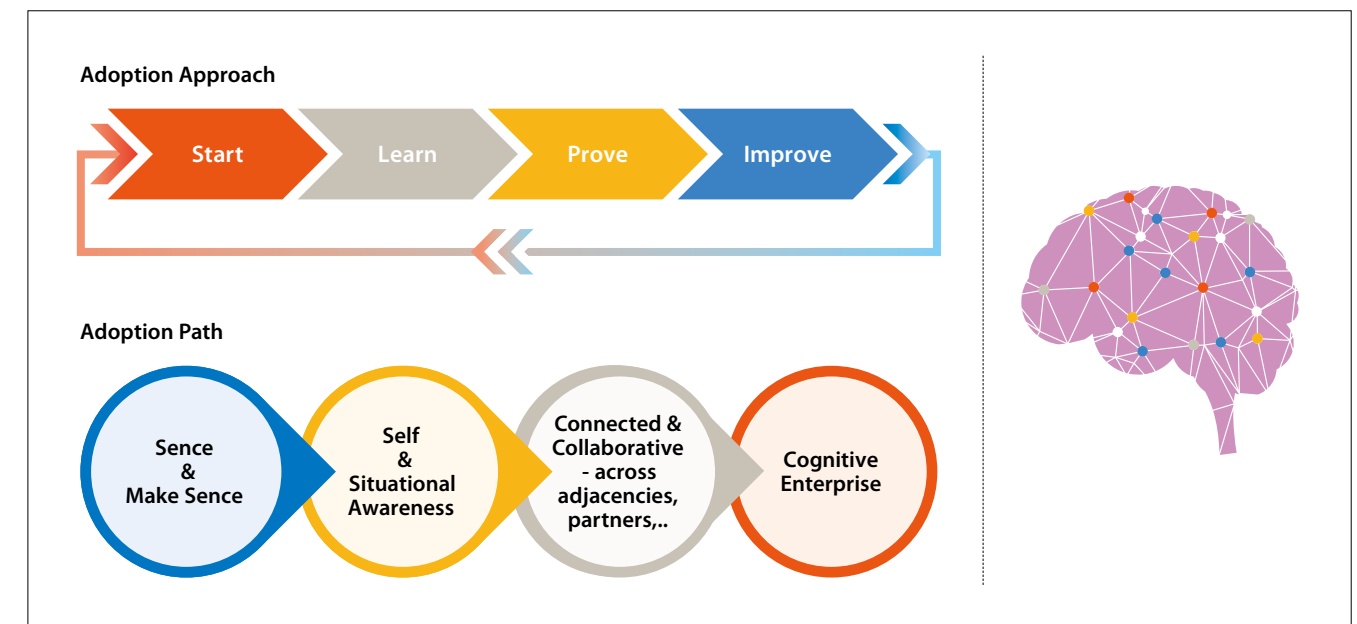 Adoption Approach
Start
Learn
Prove
Improve
Adoption Path
Sence
&
Make Sence
Self
&
Situational
Awareness
Connected &
Collaborative
- across
adjacencies,
partners,..
Cognitive
Enterprise